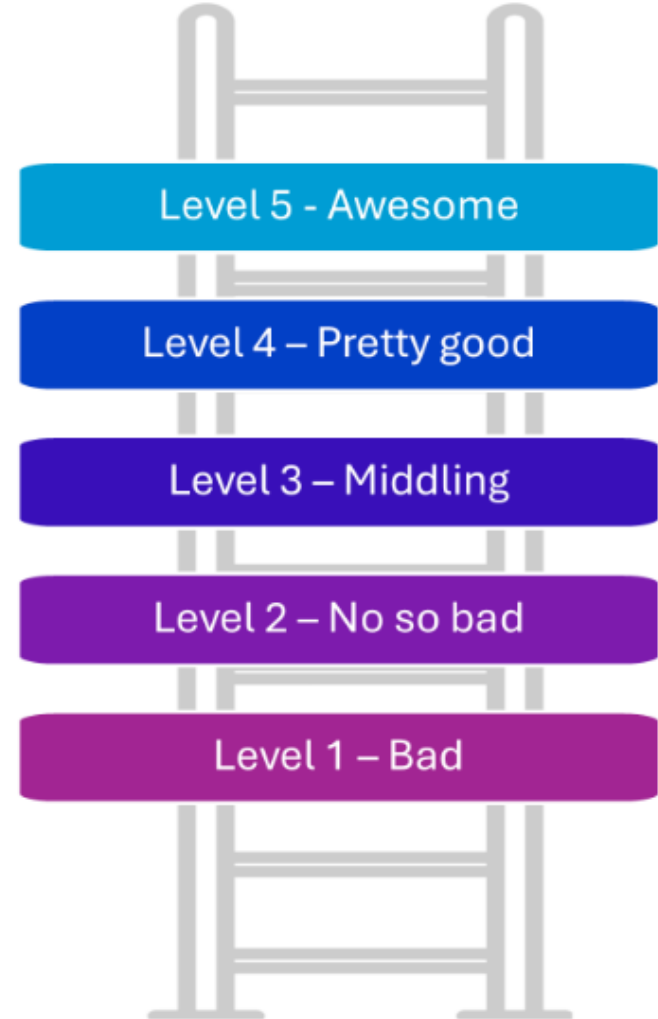 Level 5 - Awesome
Level 4 – Pretty good
Level 3 – Middling
Level 2 – No so bad
Level 1 – Bad